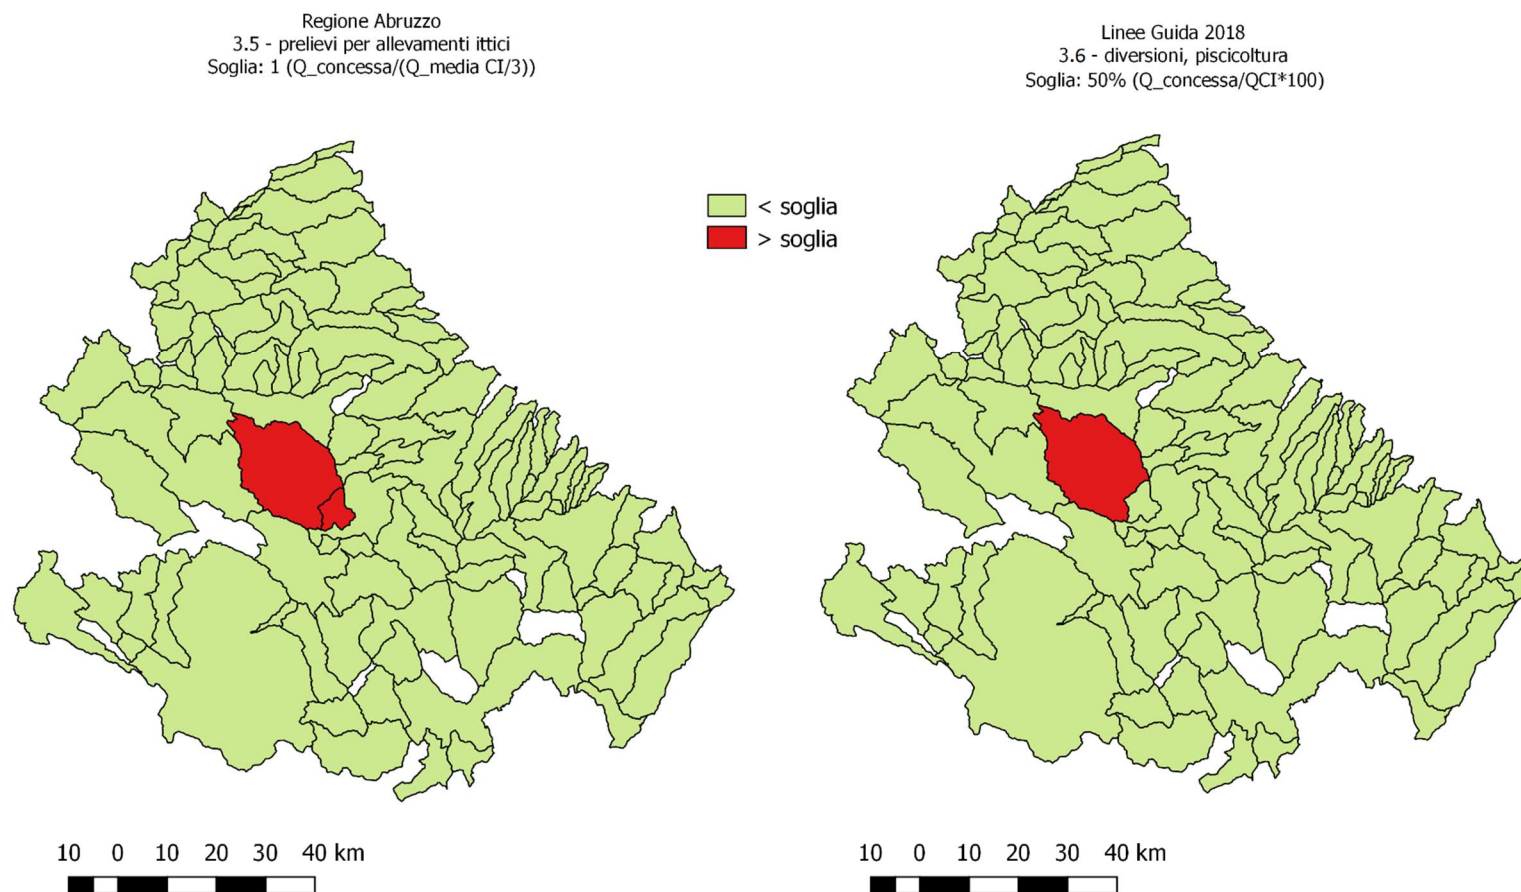 Regione Abruzzo
3.5 - prelievi per allevamenti ittici
Soglia: 1 (Q_concessa/(Q_media CI/3))
Linee Guida 2018
3.6 - diversioni, piscicoltura
Soglia: 50% (Q_concessa/QCI*100)
< soglia
> soglia
10 0 10 20 30 40 km
10 0 10 20 30 40 km